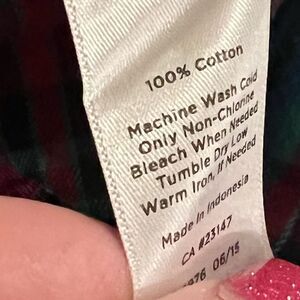 100% Cotton
Machine Wash Cold
Only Non-Chlorine
Bleach When Needed
Tumble Dry Low
Warm Iron, If Needed
Made in Indonesia
CA #23147
976 06/15